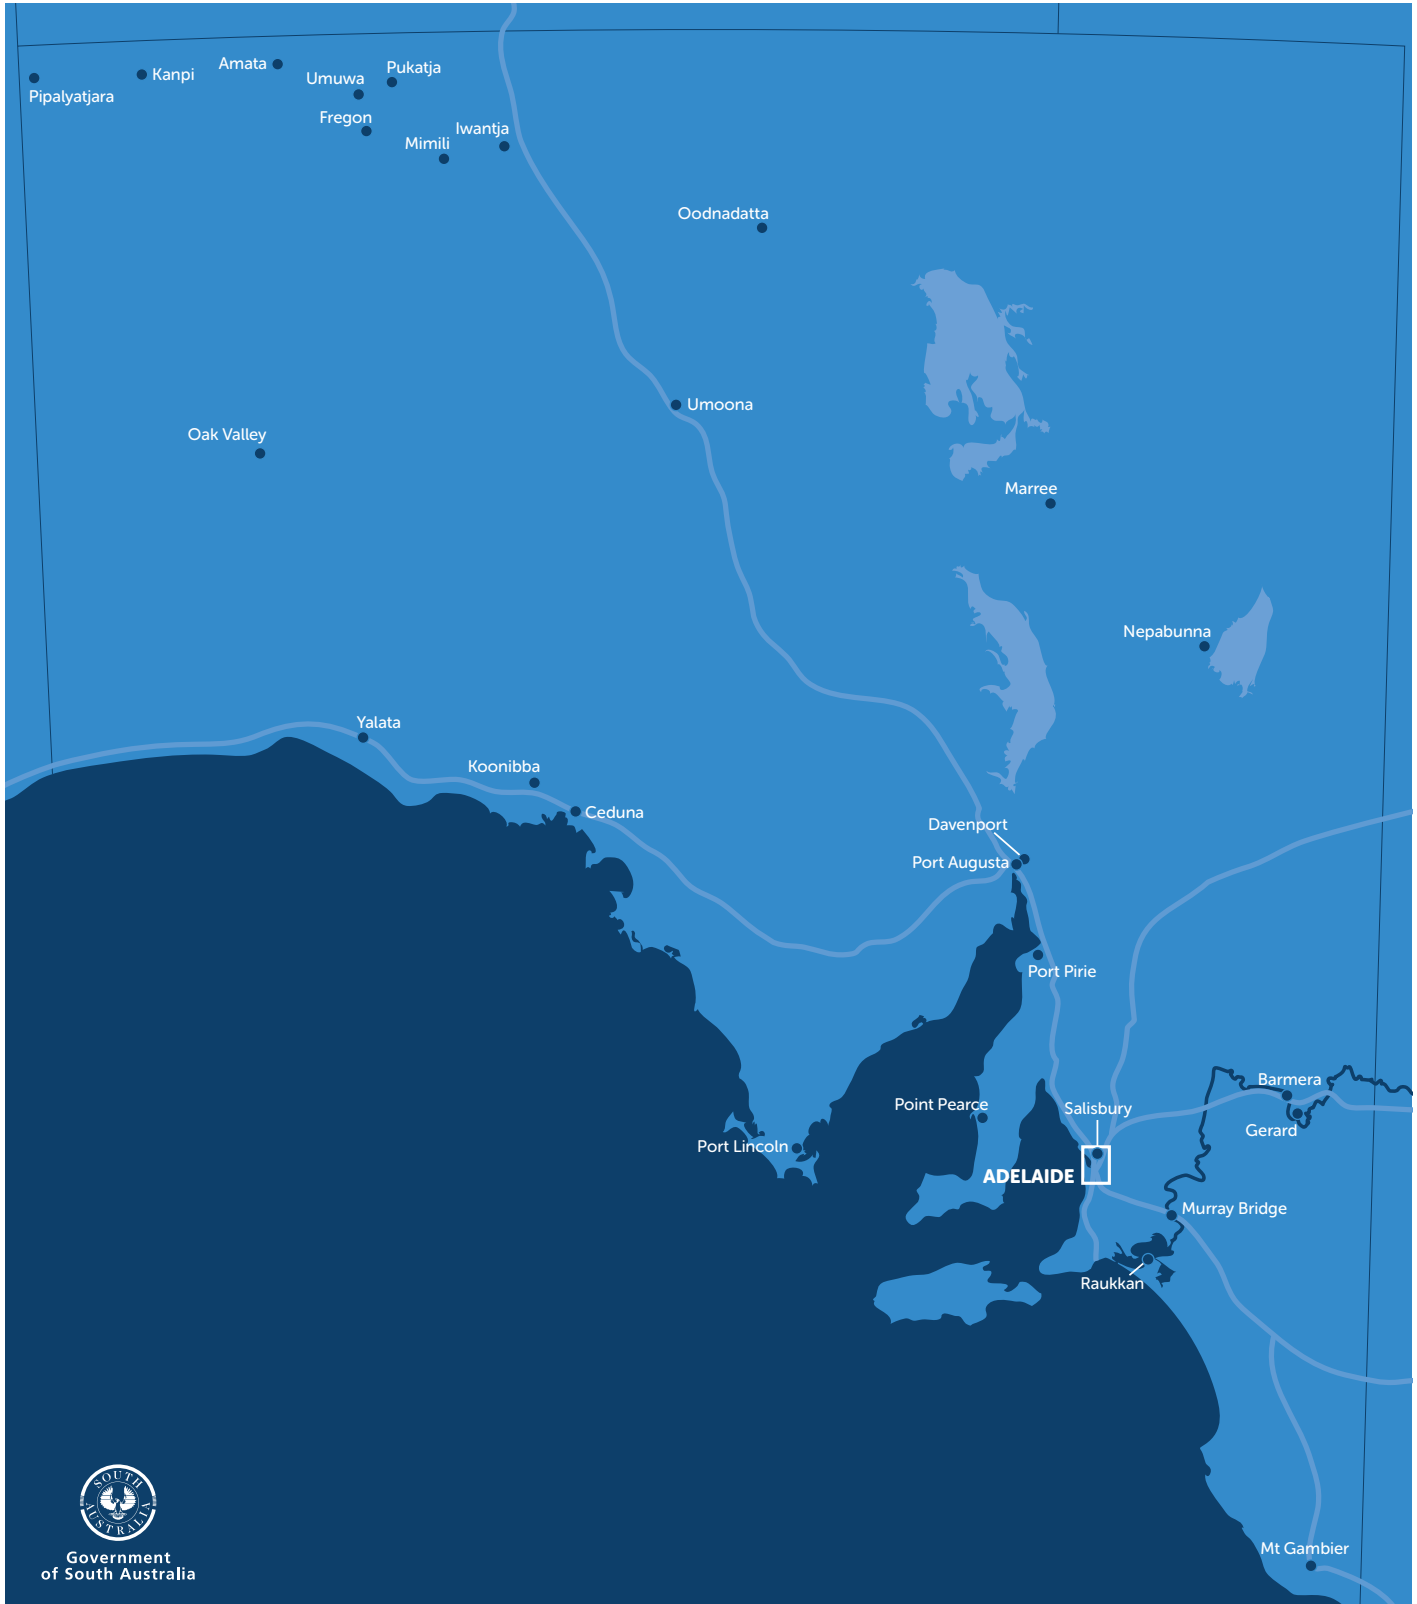 Amata
Pukatja
Kanpi
Umuwa
Pipalyatjara
Fregon
Iwantja
Mimili
Oodnadatta
Umoona
Oak Valley
Marree
Nepabunna
Yalata
Koonibba
Ceduna
Davenport
Port Augusta
Port Pirie
Barmera
Point Pearce
Salisbury
Gerard
Port Lincoln
ADELAIDE
Murray Bridge
Raukkan
Mt Gambier
SOUTH
AUSTRALIA
Government
of South Australia